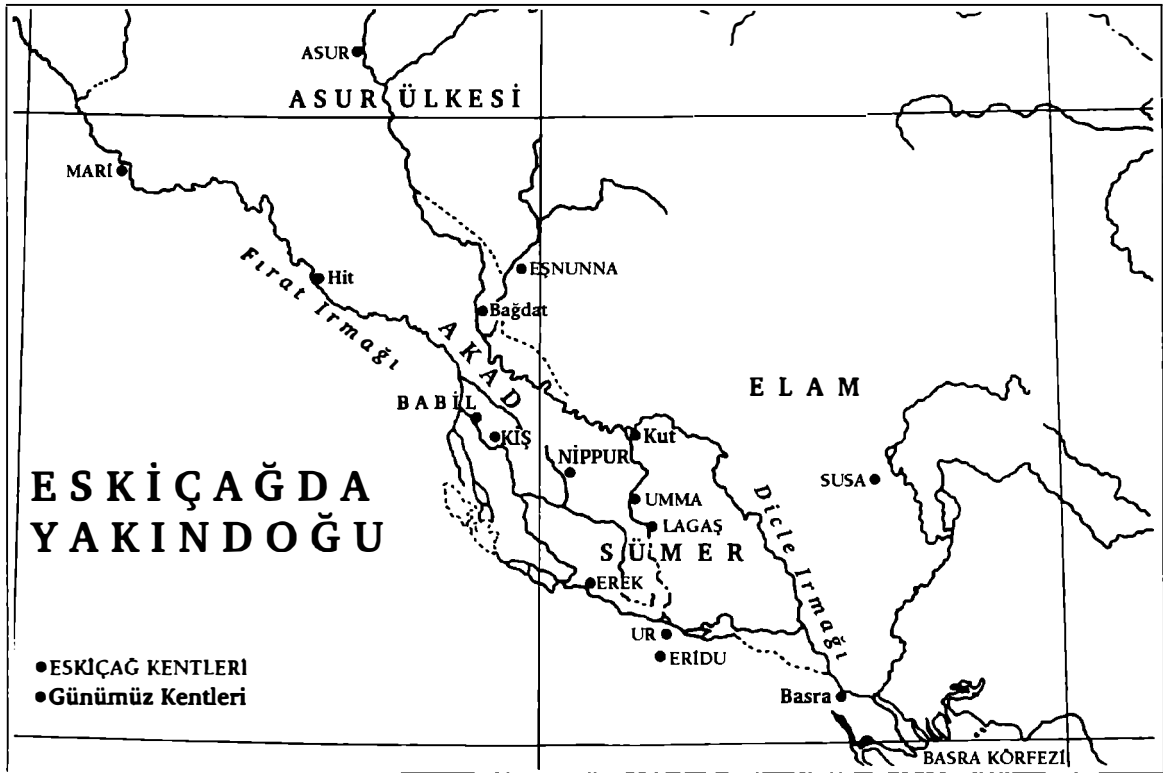 ASUR
ASUR ÜLKESİ
MARİ
Fırat Irmağı
Hit
EŞNUNNA
Bağdat
AKAD
ELAM
BABİL
KİŞ
Kut
NİPPUR
SUSA
ESKİÇAĞDA
YAKINDOĞU
UMMA
LAGAŞ
Dicle Irmağı
SÜMER
EREK
UR
ERİDU
ESKİÇAĞ KENTLERİ
Günümüz Kentleri
Basra
BASRA KÖRFEZİ